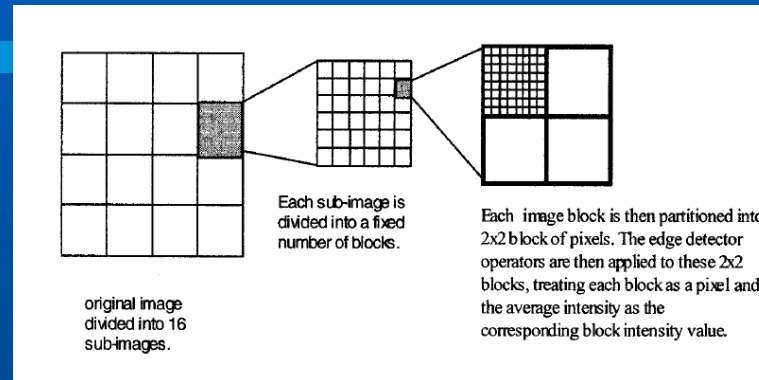 Each sub-image is
divided into a fixed
number of blocks.
Each image block is then partitioned into
2x2 block of pixels. The edge detector
operators are then applied to these 2x2
blocks, treating each block as a pixel and
the average intensity as the
corresponding block intensity value.
original image
divided into 16
sub-images.